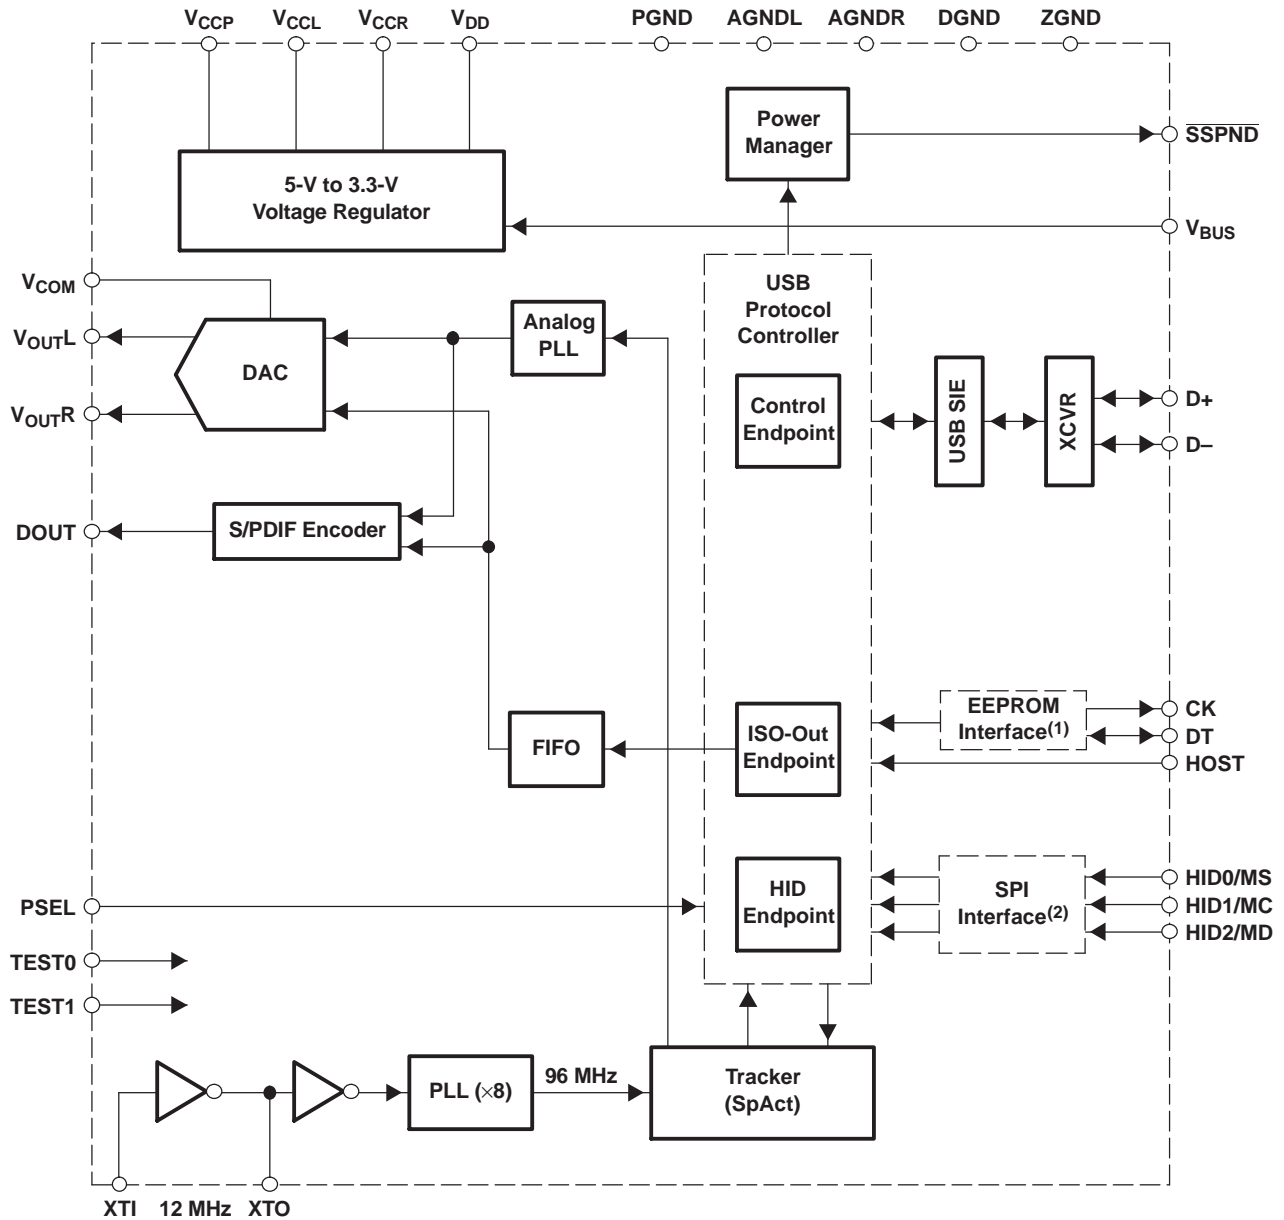 VCCP VCCL VCCR VDD PGND AGNDL AGNDR DGND ZGND
Power
Manager
SSPND
5-V to 3.3-V
Voltage Regulator
VBUS
VCOM
USB
Protocol
Controller
Analog
PLL
VOUTL
DAC
VOUTR
Control
Endpoint
USB SIE
XCVR
D+
D–
DOUT
S/PDIF Encoder
EEPROM
Interface(1)
CK
DT
HOST
FIFO
ISO-Out
Endpoint
HID
Endpoint
SPI
Interface(2)
HID0/MS
HID1/MC
HID2/MD
PSEL
TEST0
TEST1
PLL (×8)
96 MHz
Tracker
(SpAct)
XTI 12 MHz XTO